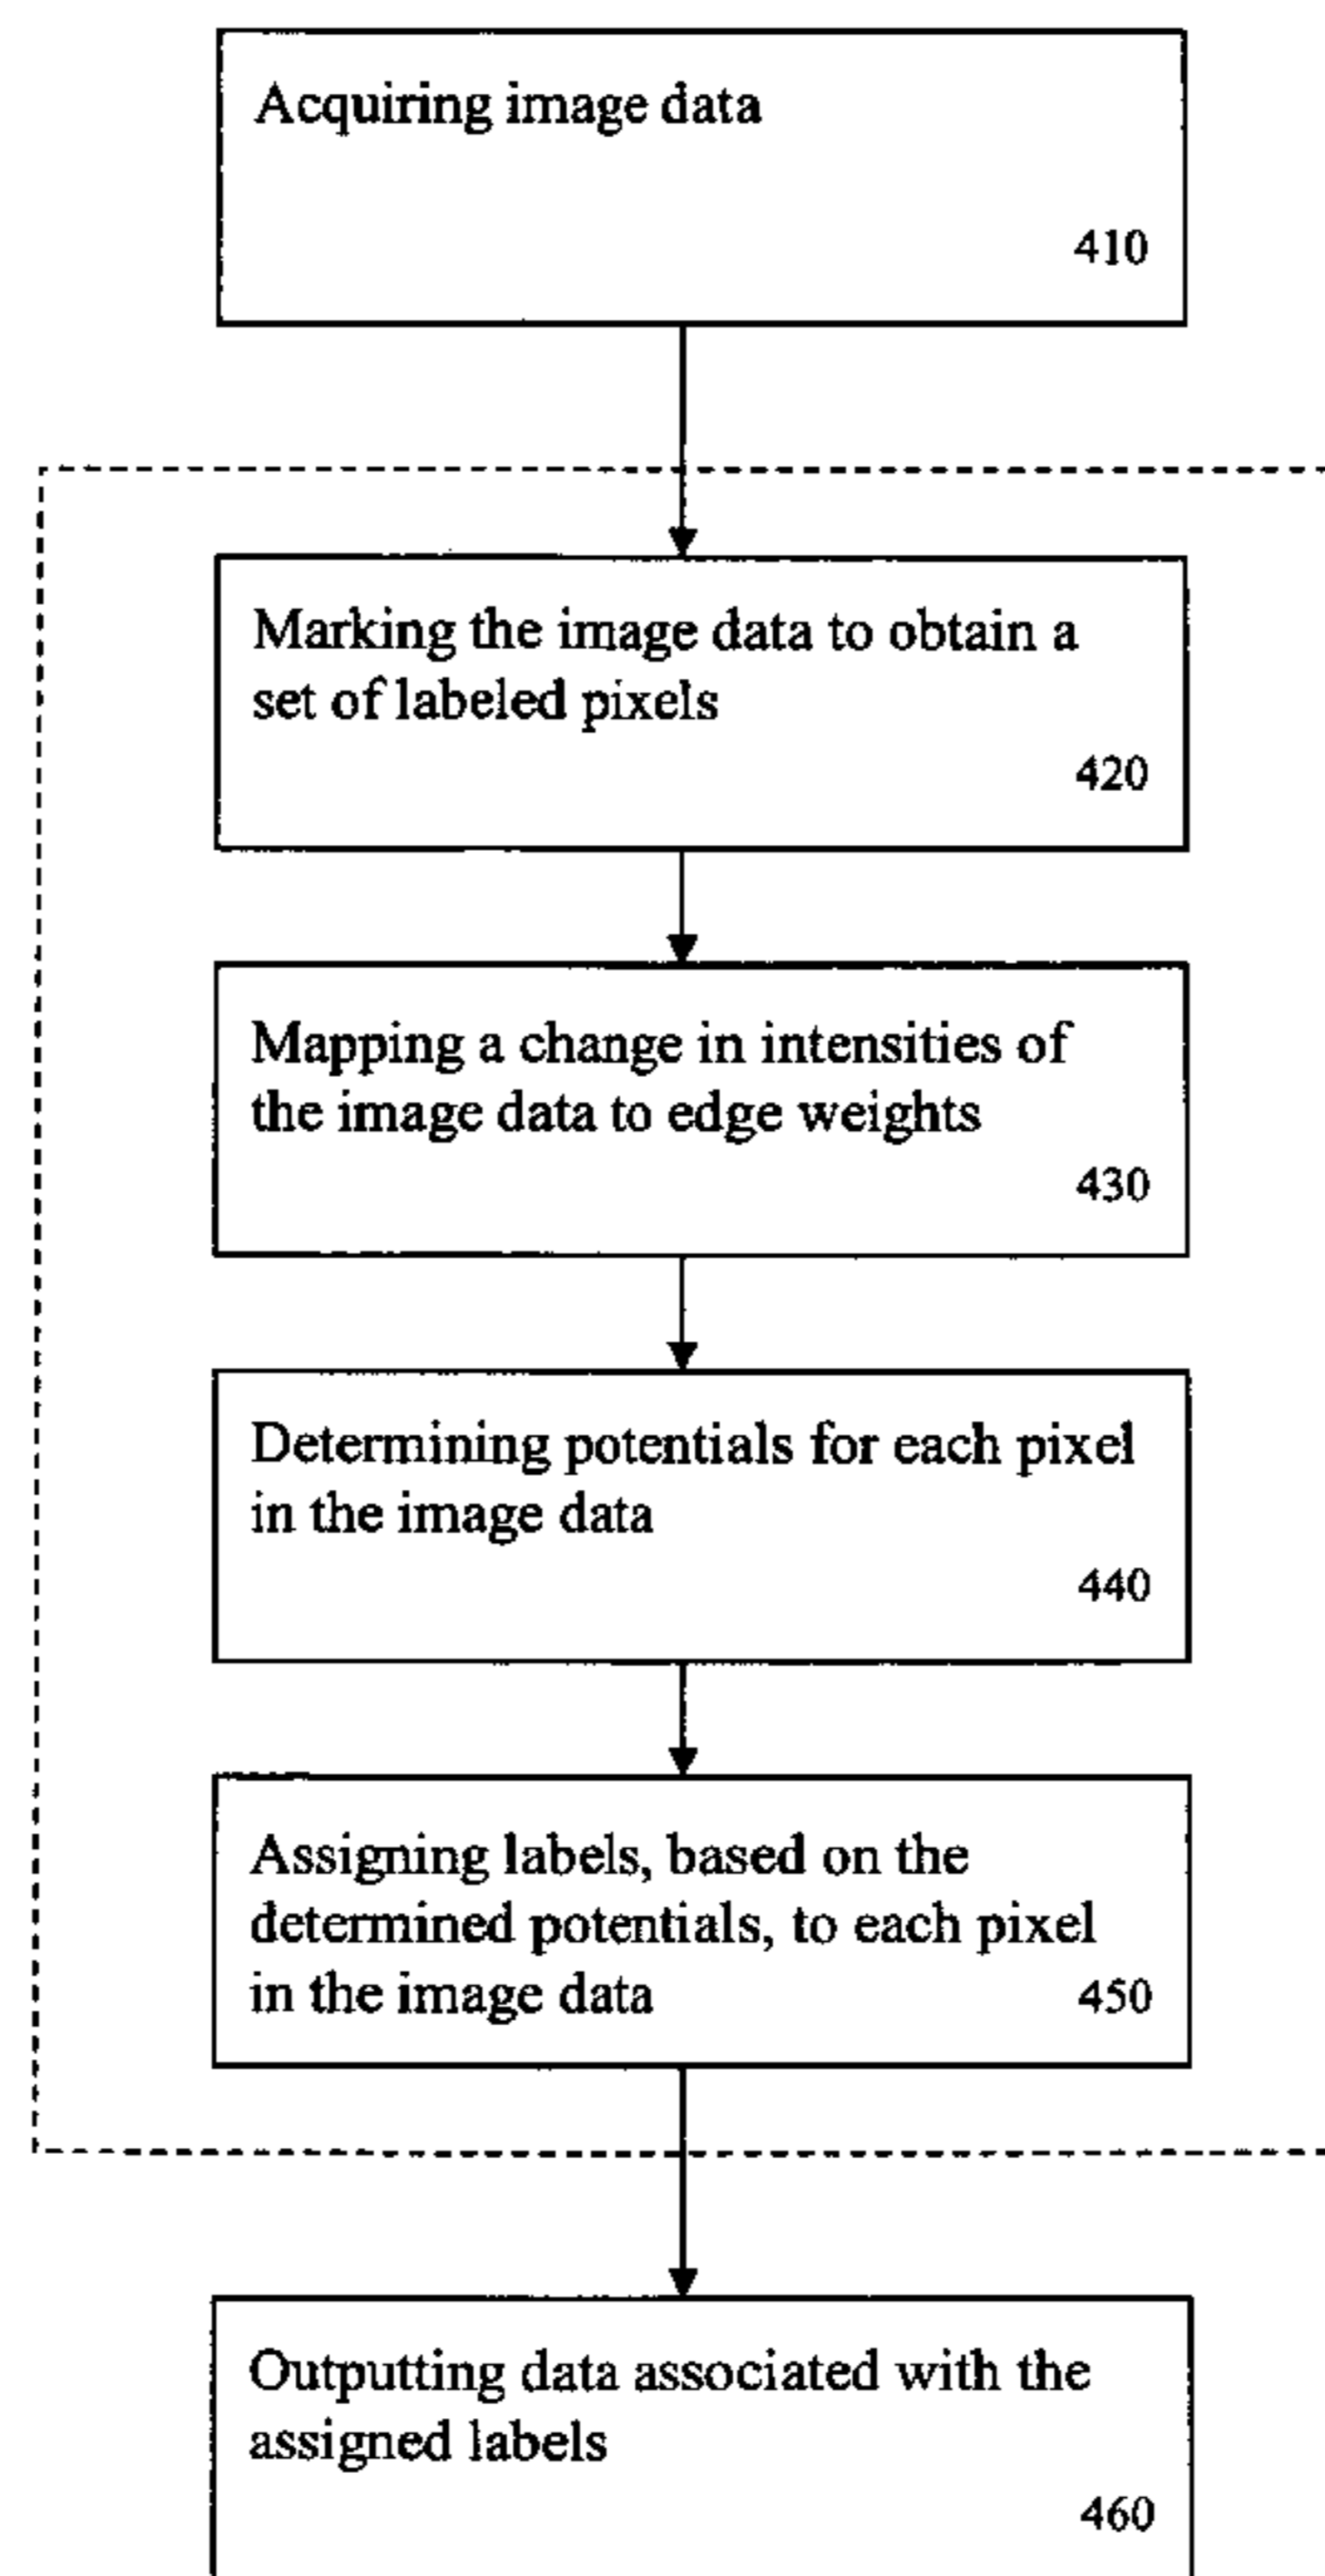 Acquiring image data
410
Marking the image data to obtain a
set of labeled pixels
420
Mapping a change in intensities of
the image data to edge weights
430
Determining potentials for each pixel
in the image data
440
Assigning labels, based on the
determined potentials, to each pixel
in the image data
450
Outputting data associated with the
assigned labels
460